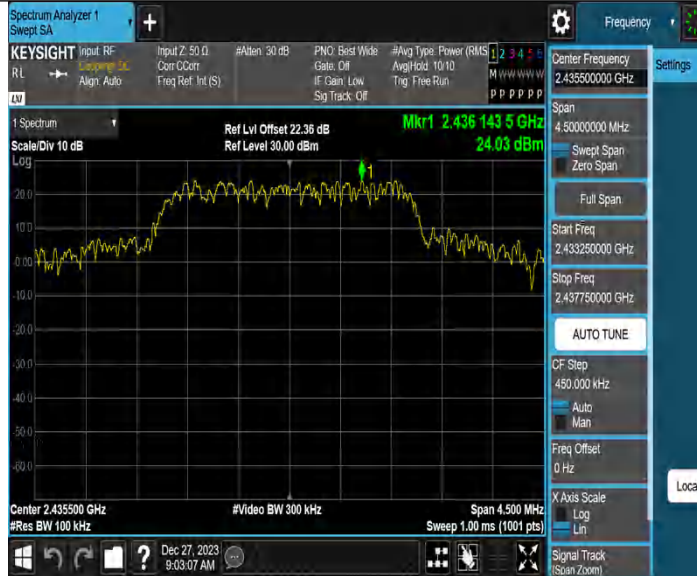 Spectrum Analyzer 1
Swept SA
+
Frequency
KEYSIGHT
RL
Input: RF
Align: Auto
Input Z: 50 Ω
Corr CCorr
Freq Ref: Int (S)
#Atten: 30 dB
PNO: Best Wide
Gate: Off
IF Gain: Low
Sig Track: Off
#Avg Type: Power (RMS
Avg|Hold: 10/10
Trig: Free Run
1 2 3 4 5 6
M W W W W W
P P P P P P
1 Spectrum
Scale/Div 10 dB
Ref Lvl Offset 22.36 dB
Ref Level 30.00 dBm
Mkr1 2.436 143 5 GHz
24.03 dBm
Log
1
20.0
10.0
0.00
-10.0
-30.0
-50.0
-60.0
Center 2.435500 GHz
#Res BW 100 kHz
#Video BW 300 kHz
Span 4.500 MHz
Sweep 1.00 ms (1001 pts)
?
Dec 27, 2023
9:03:07 AM
Center Frequency
2.435500000 GHz
Span
4.50000000 MHz
Swept Span
Zero Span
Full Span
Start Freq
2.433250000 GHz
Stop Freq
2.437750000 GHz
AUTO TUNE
CF Step
450.000 kHz
Auto
Man
Freq Offset
0 Hz
X Axis Scale
Log
Lin
Signal Track
(Span Zoom)
Settings
Loca